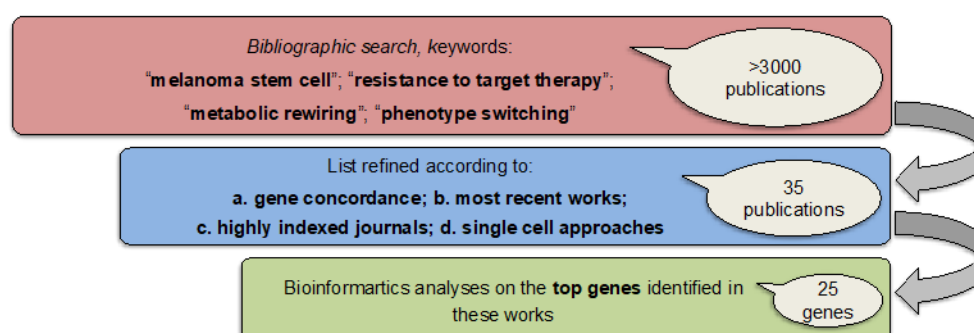 Bibliographic search, keywords:
“melanoma stem cell”; “resistance to target therapy”;
“metabolic rewiring”; “phenotype switching”
>3000
publications
List refined according to:
a. gene concordance; b. most recent works;
c. highly indexed journals; d. single cell approaches
35
publications
Bioinformartics analyses on the top genes identified in
these works
25
genes